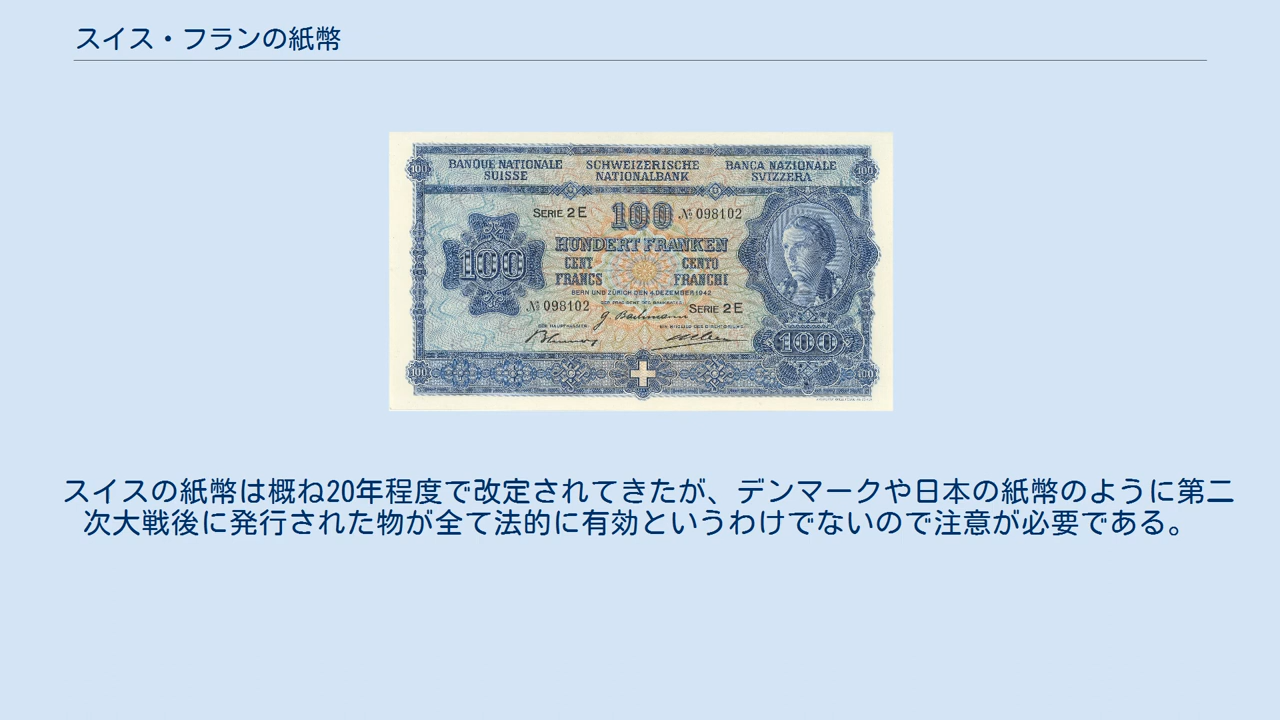 スイス・フランの紙幣
100
100
BANQUE NATIONALE SUISSE
SCHWEIZERISCHE NATIONALBANK
BANCA NAZIONALE SVIZZERA
SERIE 2 E
100
№ 098102
100
HUNDERT FRANKEN
CENT FRANCS
CENTO FRANCHI
BERN UND ZÜRICH DEN 4. DEZEMBER 1942
№ 098102
SERIE 2 E
100
100
100
スイスの紙幣は概ね20年程度で改定されてきたが、デンマークや日本の紙幣のように第二
次大戦後に発行された物が全て法的に有効というわけでないので注意が必要である。